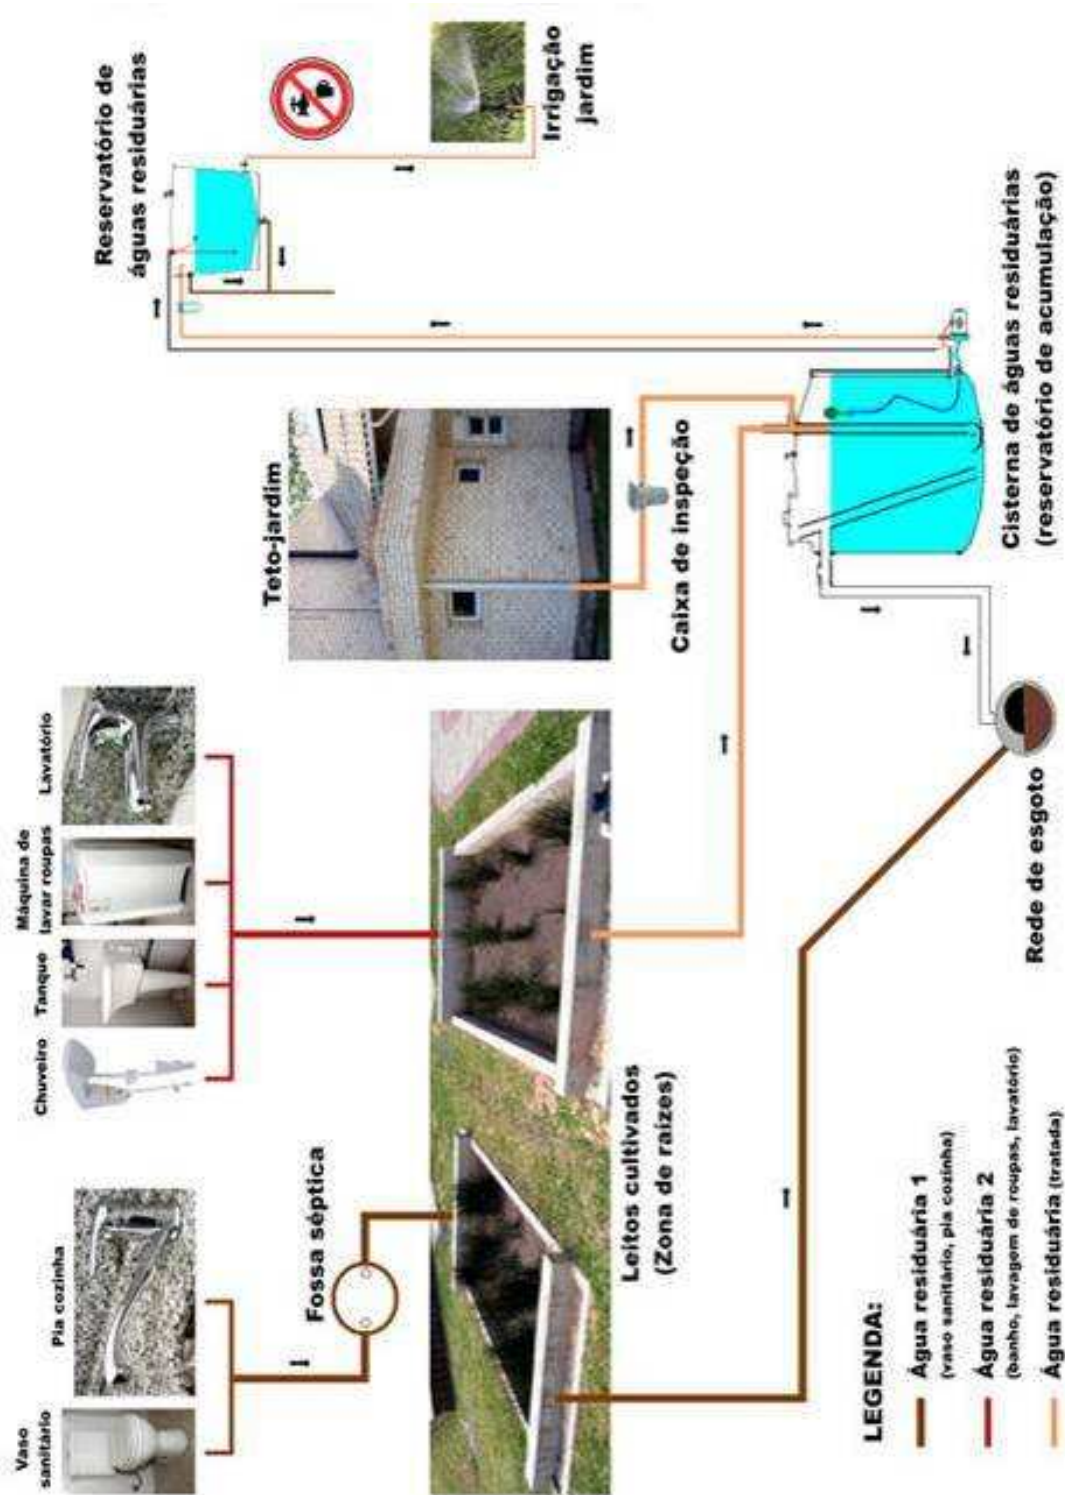 Vaso
sanitário
Pia cozinha
Chuveiro
Tanque
Máquina de
lavar roupas
Lavatório
Fossa séptica
Teto-jardim
Reservatório de
águas residuárias
Irrigação
jardim
Leitos cultivados
(Zona de raízes)
Caixa de inspeção
Cisterna de águas residuárias
(reservatório de acumulação)
Rede de esgoto
LEGENDA:
Água residuária 1
(vaso sanitário, pia cozinha)
Água residuária 2
(banho, lavagem de roupas, lavatório)
Água residuária (tratada)